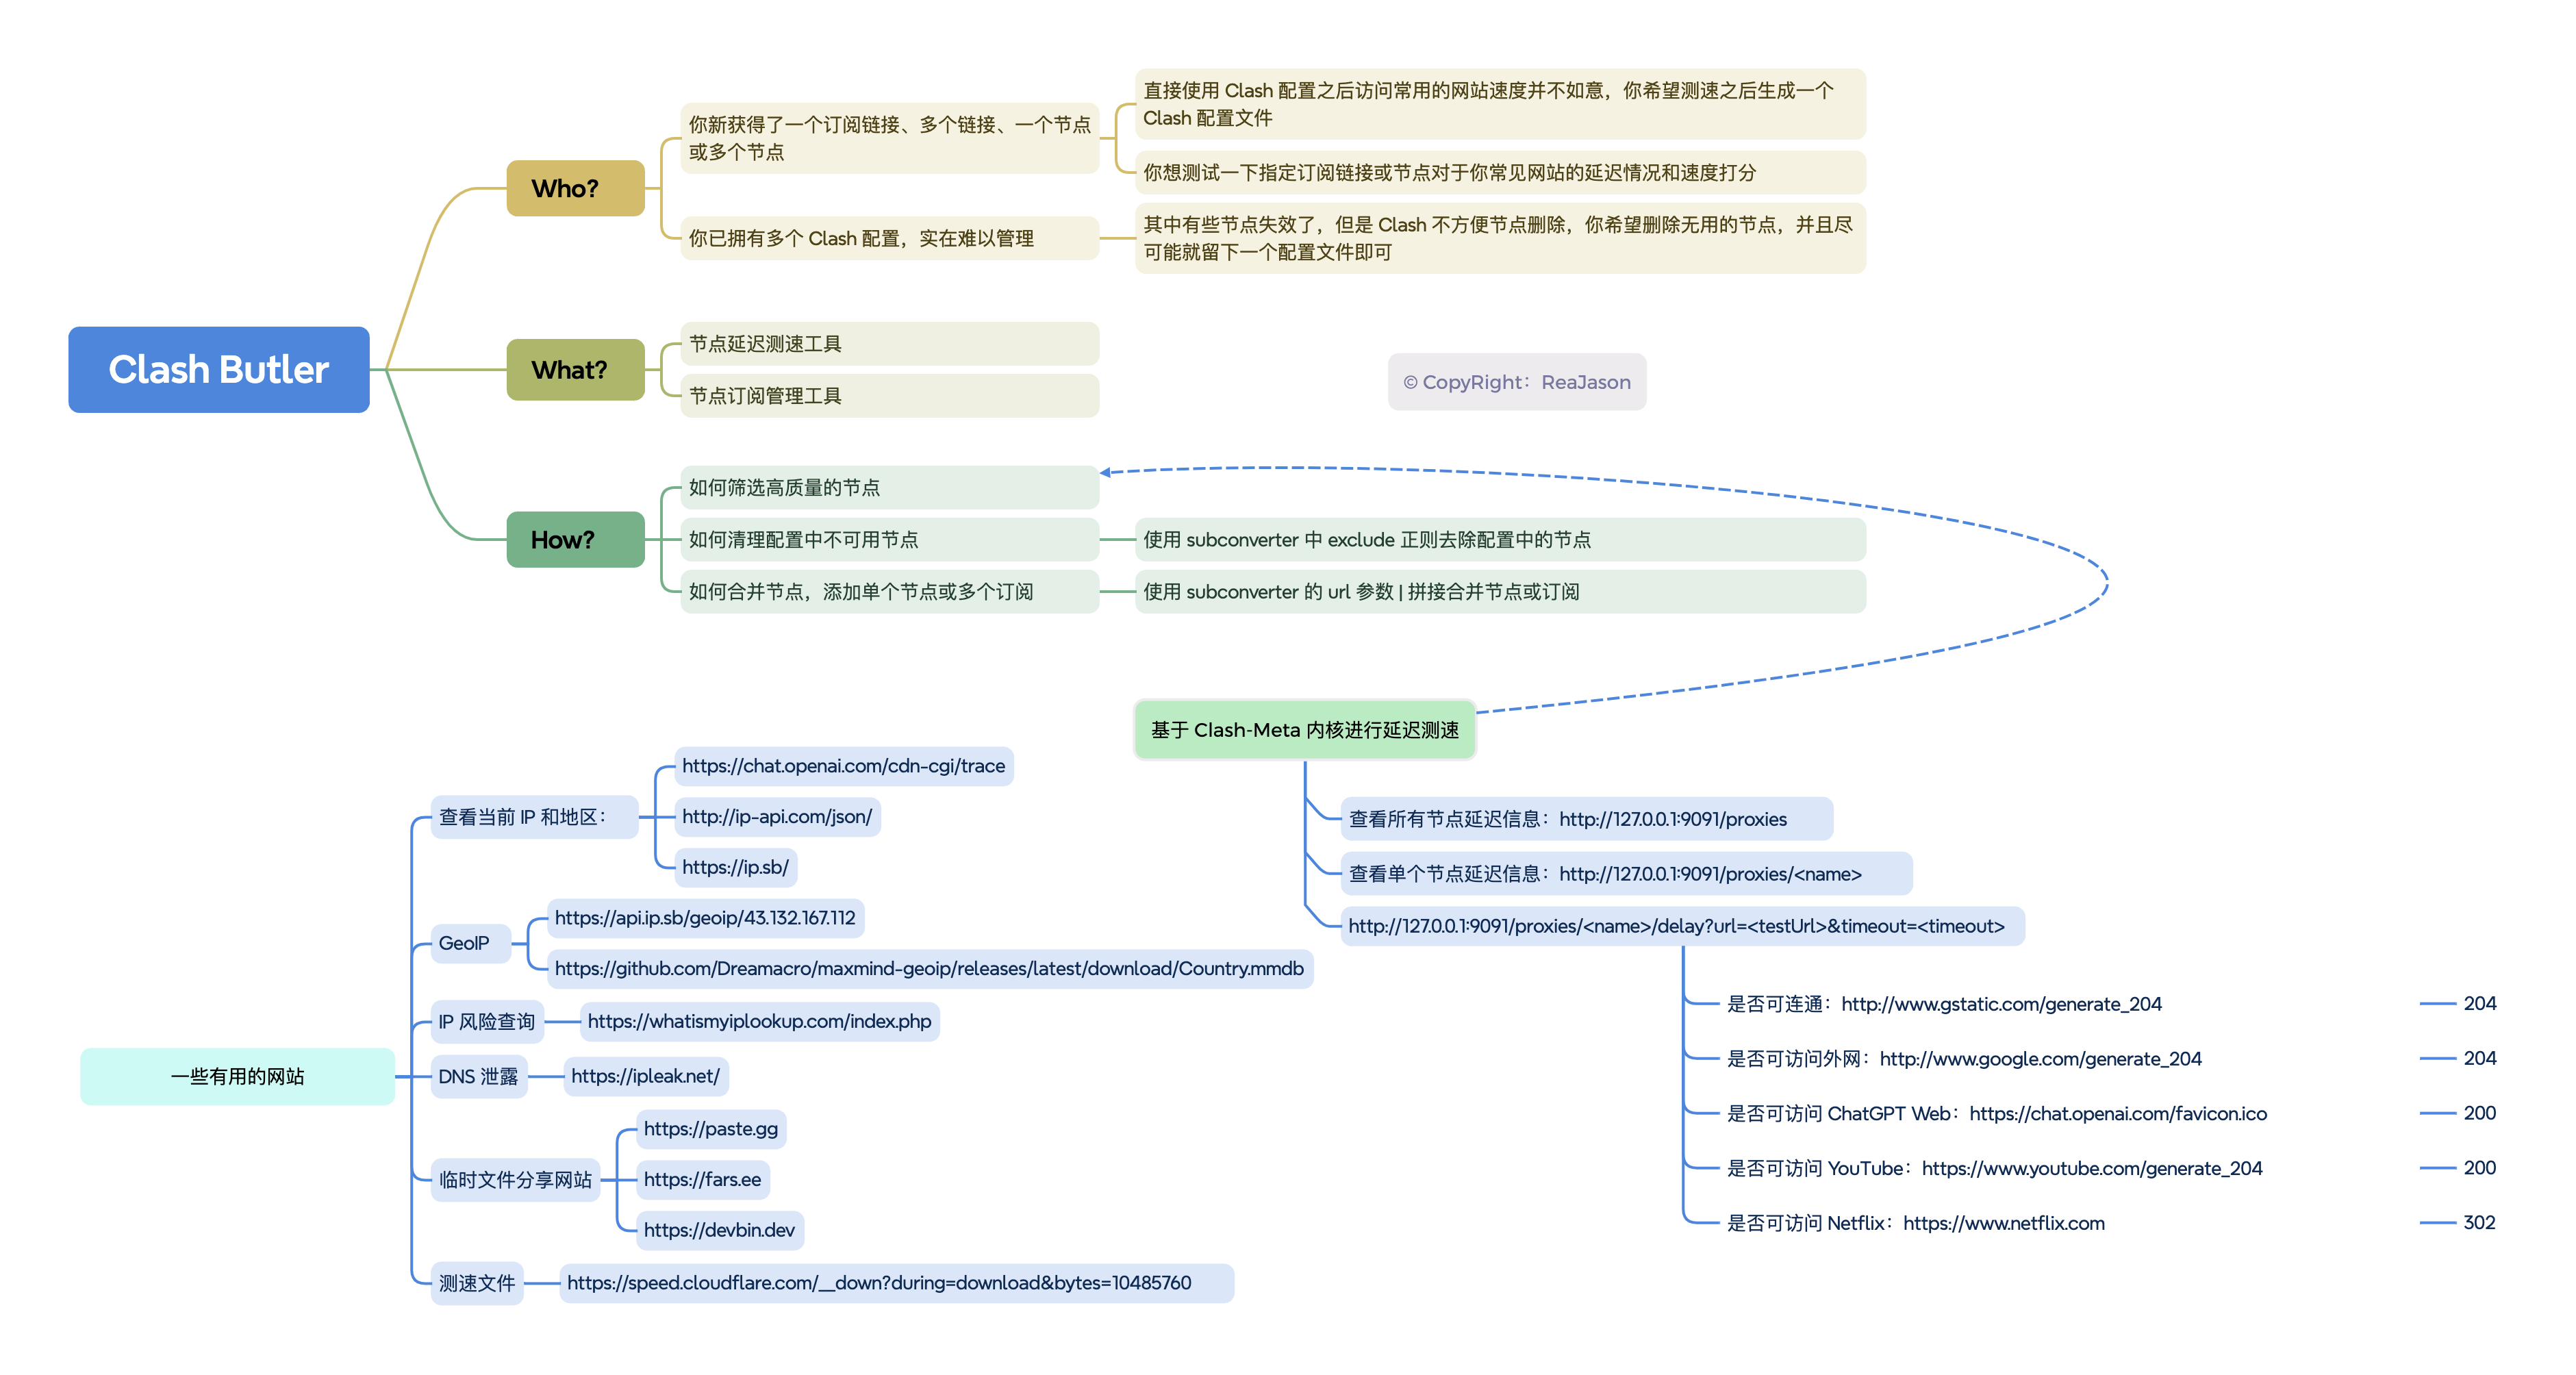 Clash Butler
Who?
你新获得了一个订阅链接、多个链接、一个节点
或多个节点
直接使用 Clash 配置之后访问常用的网站速度并不如意，你希望测速之后生成一个
Clash 配置文件
你想测试一下指定订阅链接或节点对于你常见网站的延迟情况和速度打分
你已拥有多个 Clash 配置，实在难以管理
其中有些节点失效了，但是 Clash 不方便节点删除，你希望删除无用的节点，并且尽
可能就留下一个配置文件即可
What?
节点延迟测速工具
节点订阅管理工具
© CopyRight：ReaJason
How?
如何筛选高质量的节点
如何清理配置中不可用节点
使用 subconverter 中 exclude 正则去除配置中的节点
如何合并节点，添加单个节点或多个订阅
使用 subconverter 的 url 参数 | 拼接合并节点或订阅
基于 Clash-Meta 内核进行延迟测速
查看所有节点延迟信息：http://127.0.0.1:9091/proxies
查看单个节点延迟信息：http://127.0.0.1:9091/proxies/<name>
http://127.0.0.1:9091/proxies/<name>/delay?url=<testUrl>&timeout=<timeout>
是否可连通：http://www.gstatic.com/generate_204
204
是否可访问外网：http://www.google.com/generate_204
204
是否可访问 ChatGPT Web：https://chat.openai.com/favicon.ico
200
是否可访问 YouTube：https://www.youtube.com/generate_204
200
是否可访问 Netflix：https://www.netflix.com
302
一些有用的网站
查看当前 IP 和地区：
https://chat.openai.com/cdn-cgi/trace
http://ip-api.com/json/
https://ip.sb/
GeoIP
https://api.ip.sb/geoip/43.132.167.112
https://github.com/Dreamacro/maxmind-geoip/releases/latest/download/Country.mmdb
IP 风险查询
https://whatismyiplookup.com/index.php
DNS 泄露
https://ipleak.net/
临时文件分享网站
https://paste.gg
https://fars.ee
https://devbin.dev
测速文件
https://speed.cloudflare.com/__down?during=download&bytes=10485760